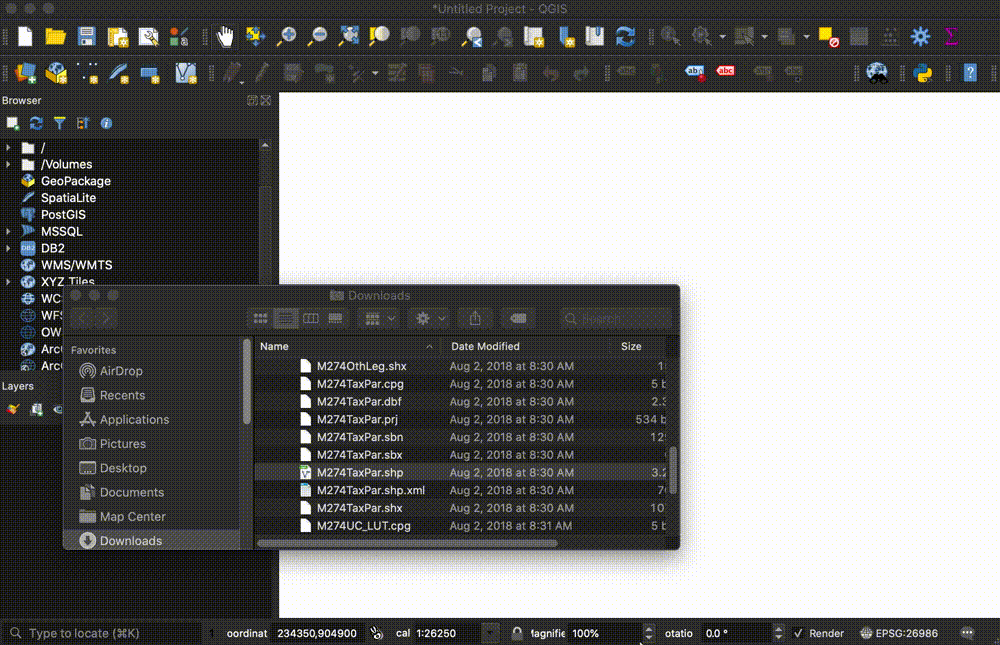 *Untitled Project - QGIS
abc
Browser
/
/Volumes
GeoPackage
SpatiaLite
PostGIS
MSSQL
DB2
WMS/WMTS
XYZ Tiles
WC
WF
OW
Arc
Arc
Layers
Downloads
Search
Favorites
AirDrop
Recents
Applications
Pictures
Desktop
Documents
Map Center
Downloads
Name Date Modified Size
M274OthLeg.shx Aug 2, 2018 at 8:30 AM
M274TaxPar.cpg Aug 2, 2018 at 8:30 AM 5 b
M274TaxPar.dbf Aug 2, 2018 at 8:30 AM 2.3
M274TaxPar.prj Aug 2, 2018 at 8:30 AM 534 b
M274TaxPar.sbn Aug 2, 2018 at 8:30 AM 12
M274TaxPar.sbx Aug 2, 2018 at 8:30 AM
M274TaxPar.shp Aug 2, 2018 at 8:30 AM 3.2
M274TaxPar.shp.xml Aug 2, 2018 at 8:30 AM
M274TaxPar.shx Aug 2, 2018 at 8:30 AM 10
M274UC_LUT.cpg Aug 2, 2018 at 8:31 AM 5 b
Type to locate (⌘K) oordinat 234350,904900 cal 1:26250 agnifie 100% otatio 0.0 ° Render EPSG:26986